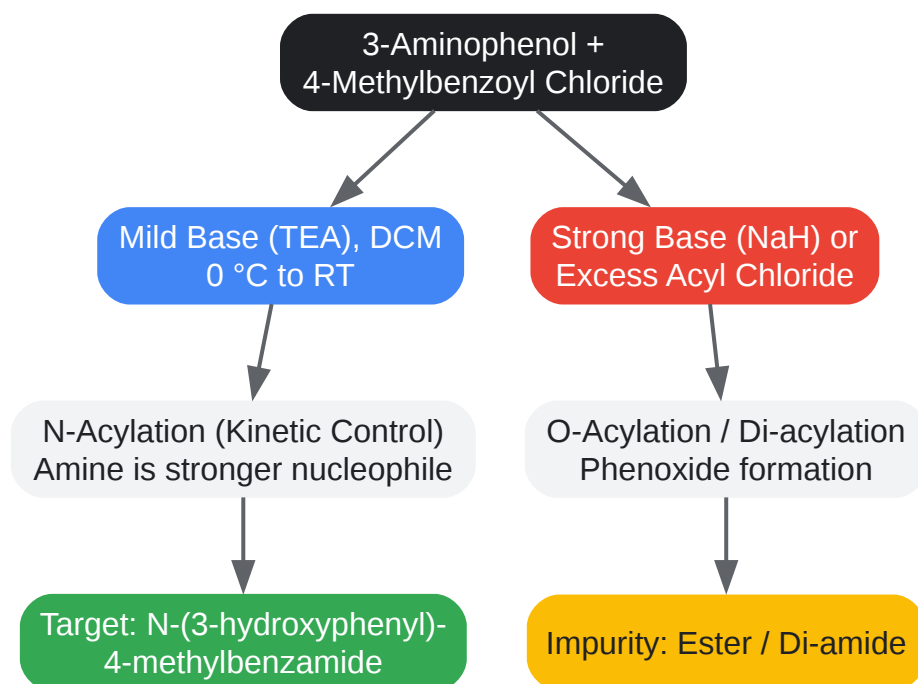 3-Aminophenol +
4-Methylbenzoyl Chloride
Mild Base (TEA), DCM
0 °C to RT
Strong Base (NaH) or
Excess Acyl Chloride
N-Acylation (Kinetic Control)
Amine is stronger nucleophile
O-Acylation / Di-acylation
Phenoxide formation
Target: N-(3-hydroxyphenyl)-
4-methylbenzamide
Impurity: Ester / Di-amide